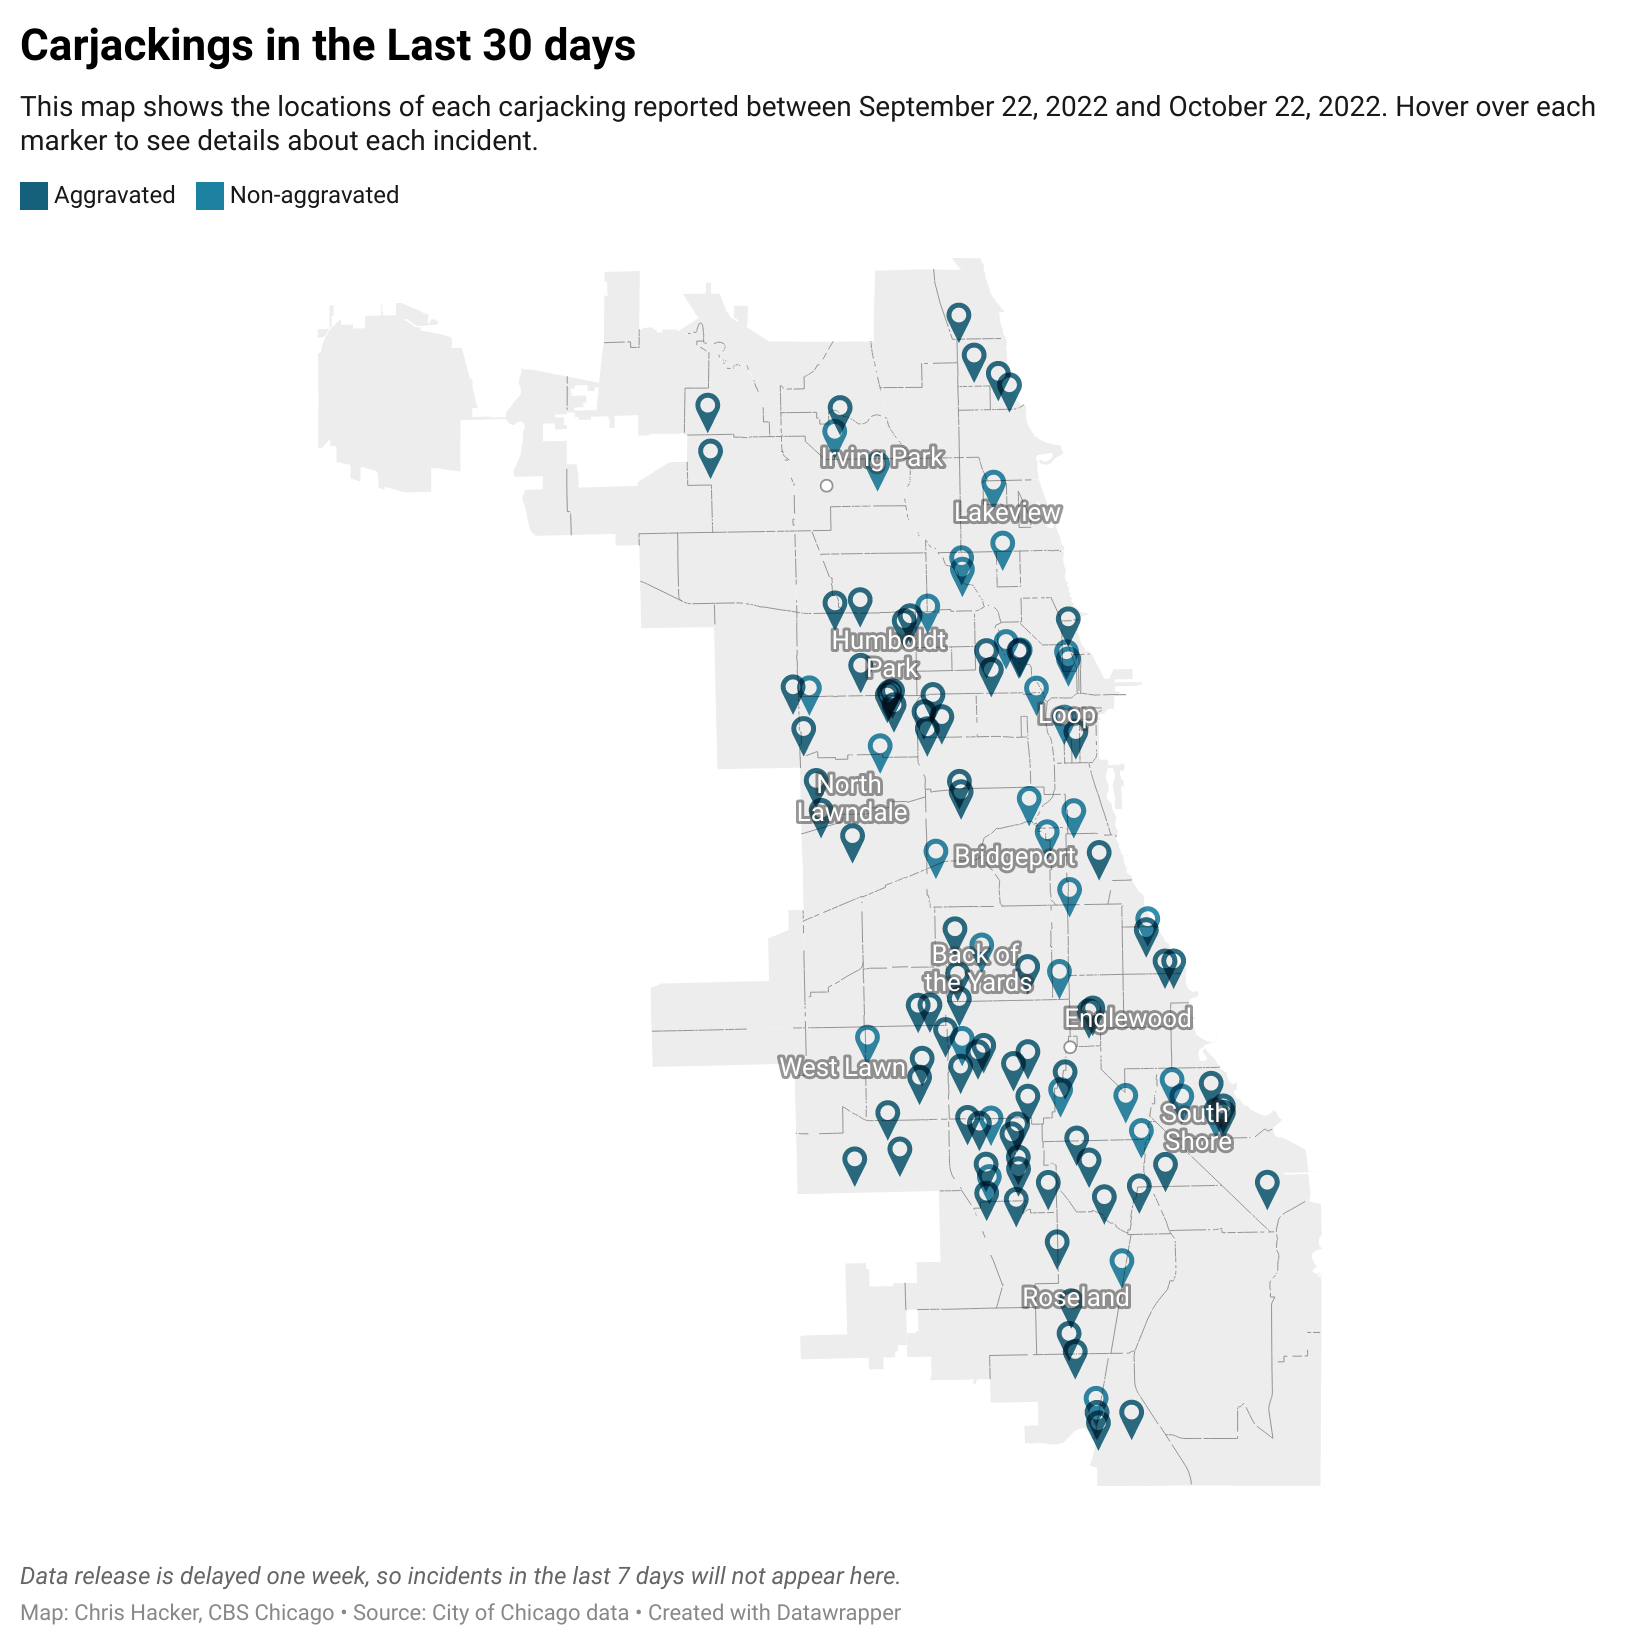 Carjackings in the Last 30 days
This map shows the locations of each carjacking reported between September 22, 2022 and October 22, 2022. Hover over each
marker to see details about each incident.
Aggravated Non-aggravated
Irving Park
Lakeview
Humboldt
Park
Loop
North
Lawndale
Bridgeport
Back of
the Yards
Englewood
West Lawn
South
Shore
Roseland
Data release is delayed one week, so incidents in the last 7 days will not appear here.
Map: Chris Hacker, CBS Chicago • Source: City of Chicago data • Created with Datawrapper